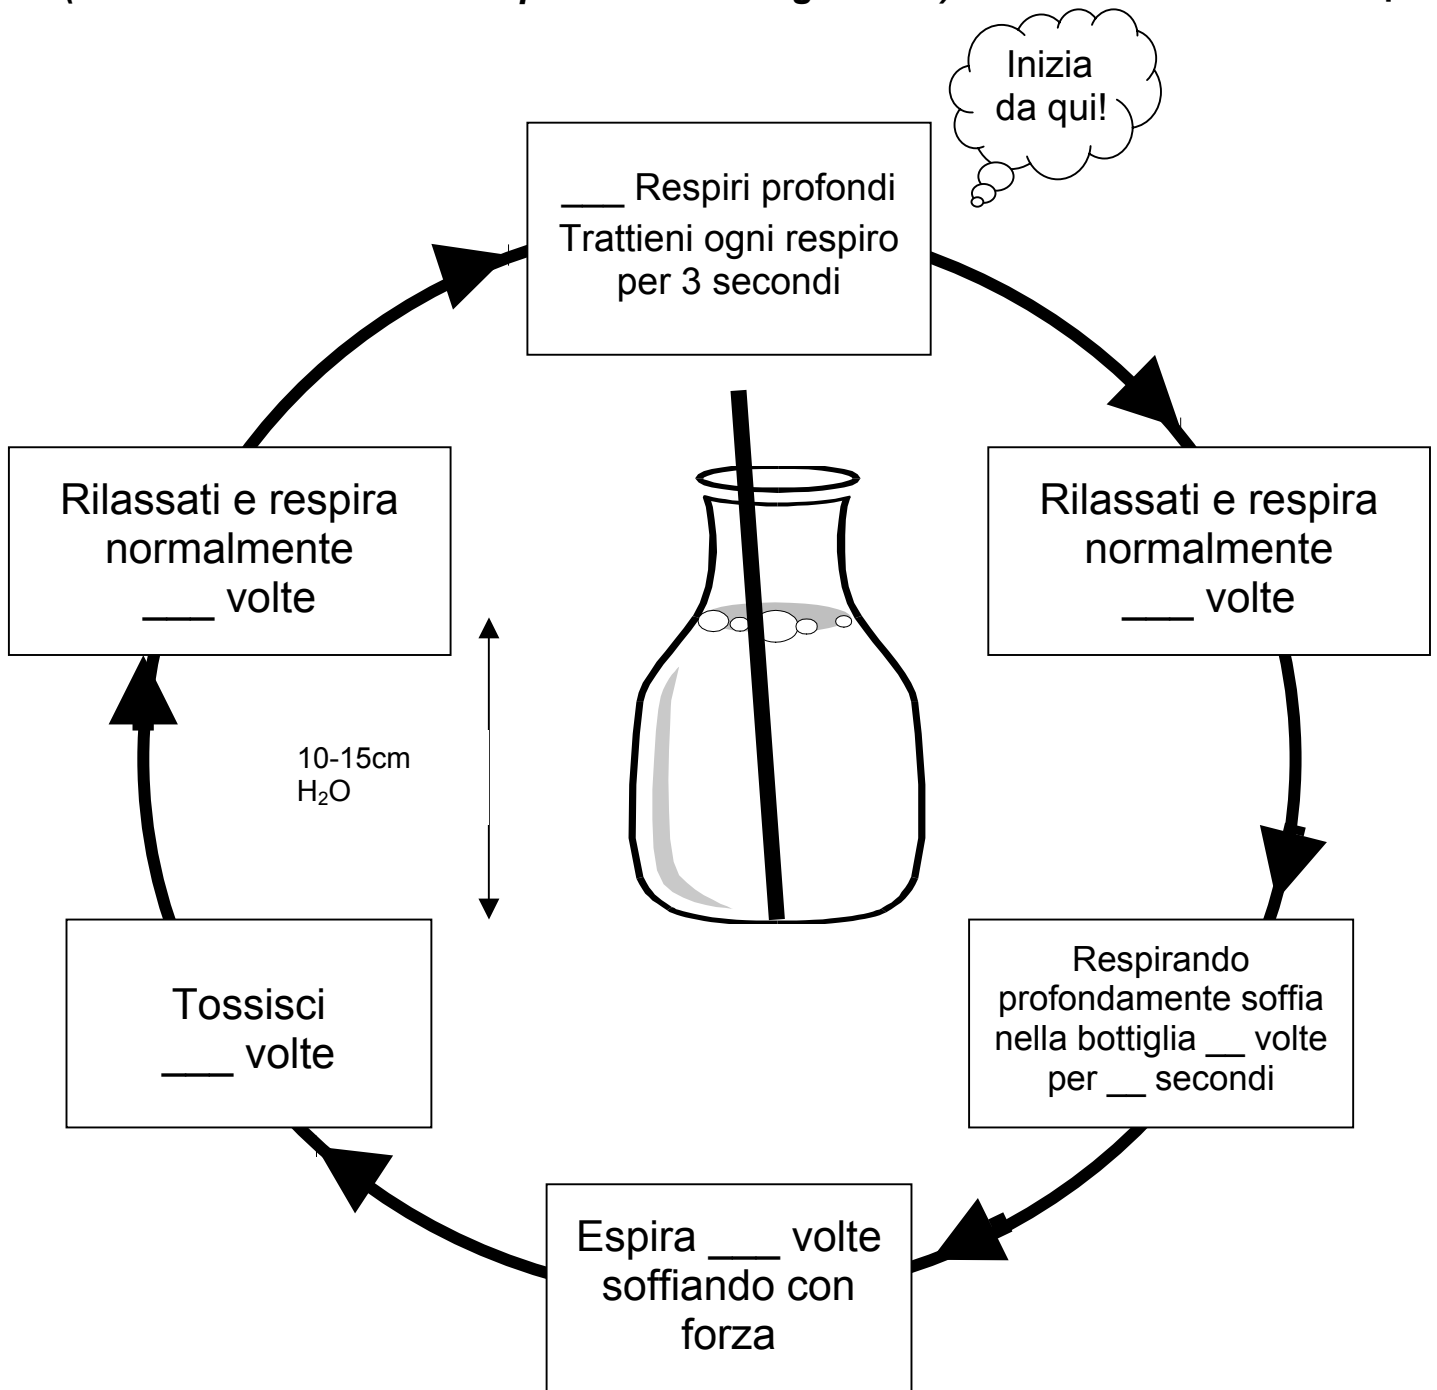 Inizia
da qui!
___ Respiri profondi
Trattieni ogni respiro
per 3 secondi
Rilassati e respira
normalmente
___ volte
Respirando
profondamente soffia
nella bottiglia __ volte
per __ secondi
Espira ___ volte
soffiando con
forza
Tossisci
___ volte
Rilassati e respira
normalmente
___ volte
10-15cm
H₂O